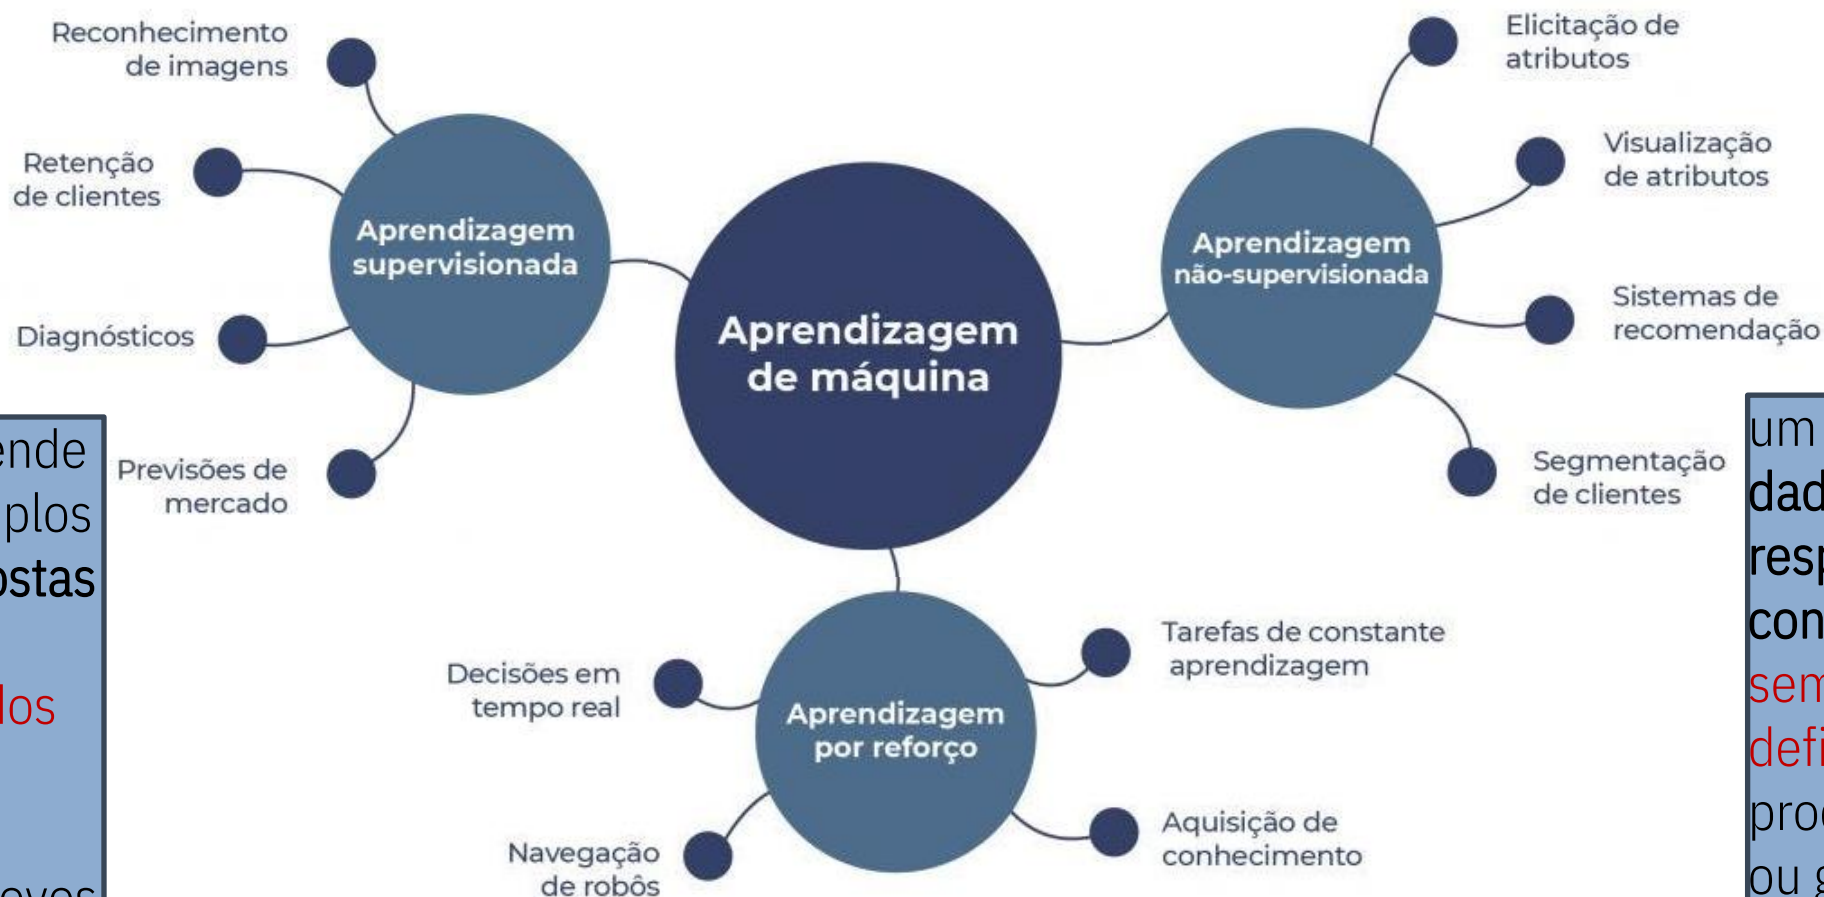 Reconhecimento
de imagens
Retenção
de clientes
Aprendizagem
supervisionada
Diagnósticos
Previsões de
mercado
Aprendizagem
de máquina
Elicitação de
atributos
Visualização
de atributos
Aprendizagem
não-supervisionada
Sistemas de
recomendação
Segmentação
de clientes
Decisões em
tempo real
Aprendizagem
por reforço
Tarefas de constante
aprendizagem
Navegação
de robôs
Aquisição de
conhecimento
um
ou